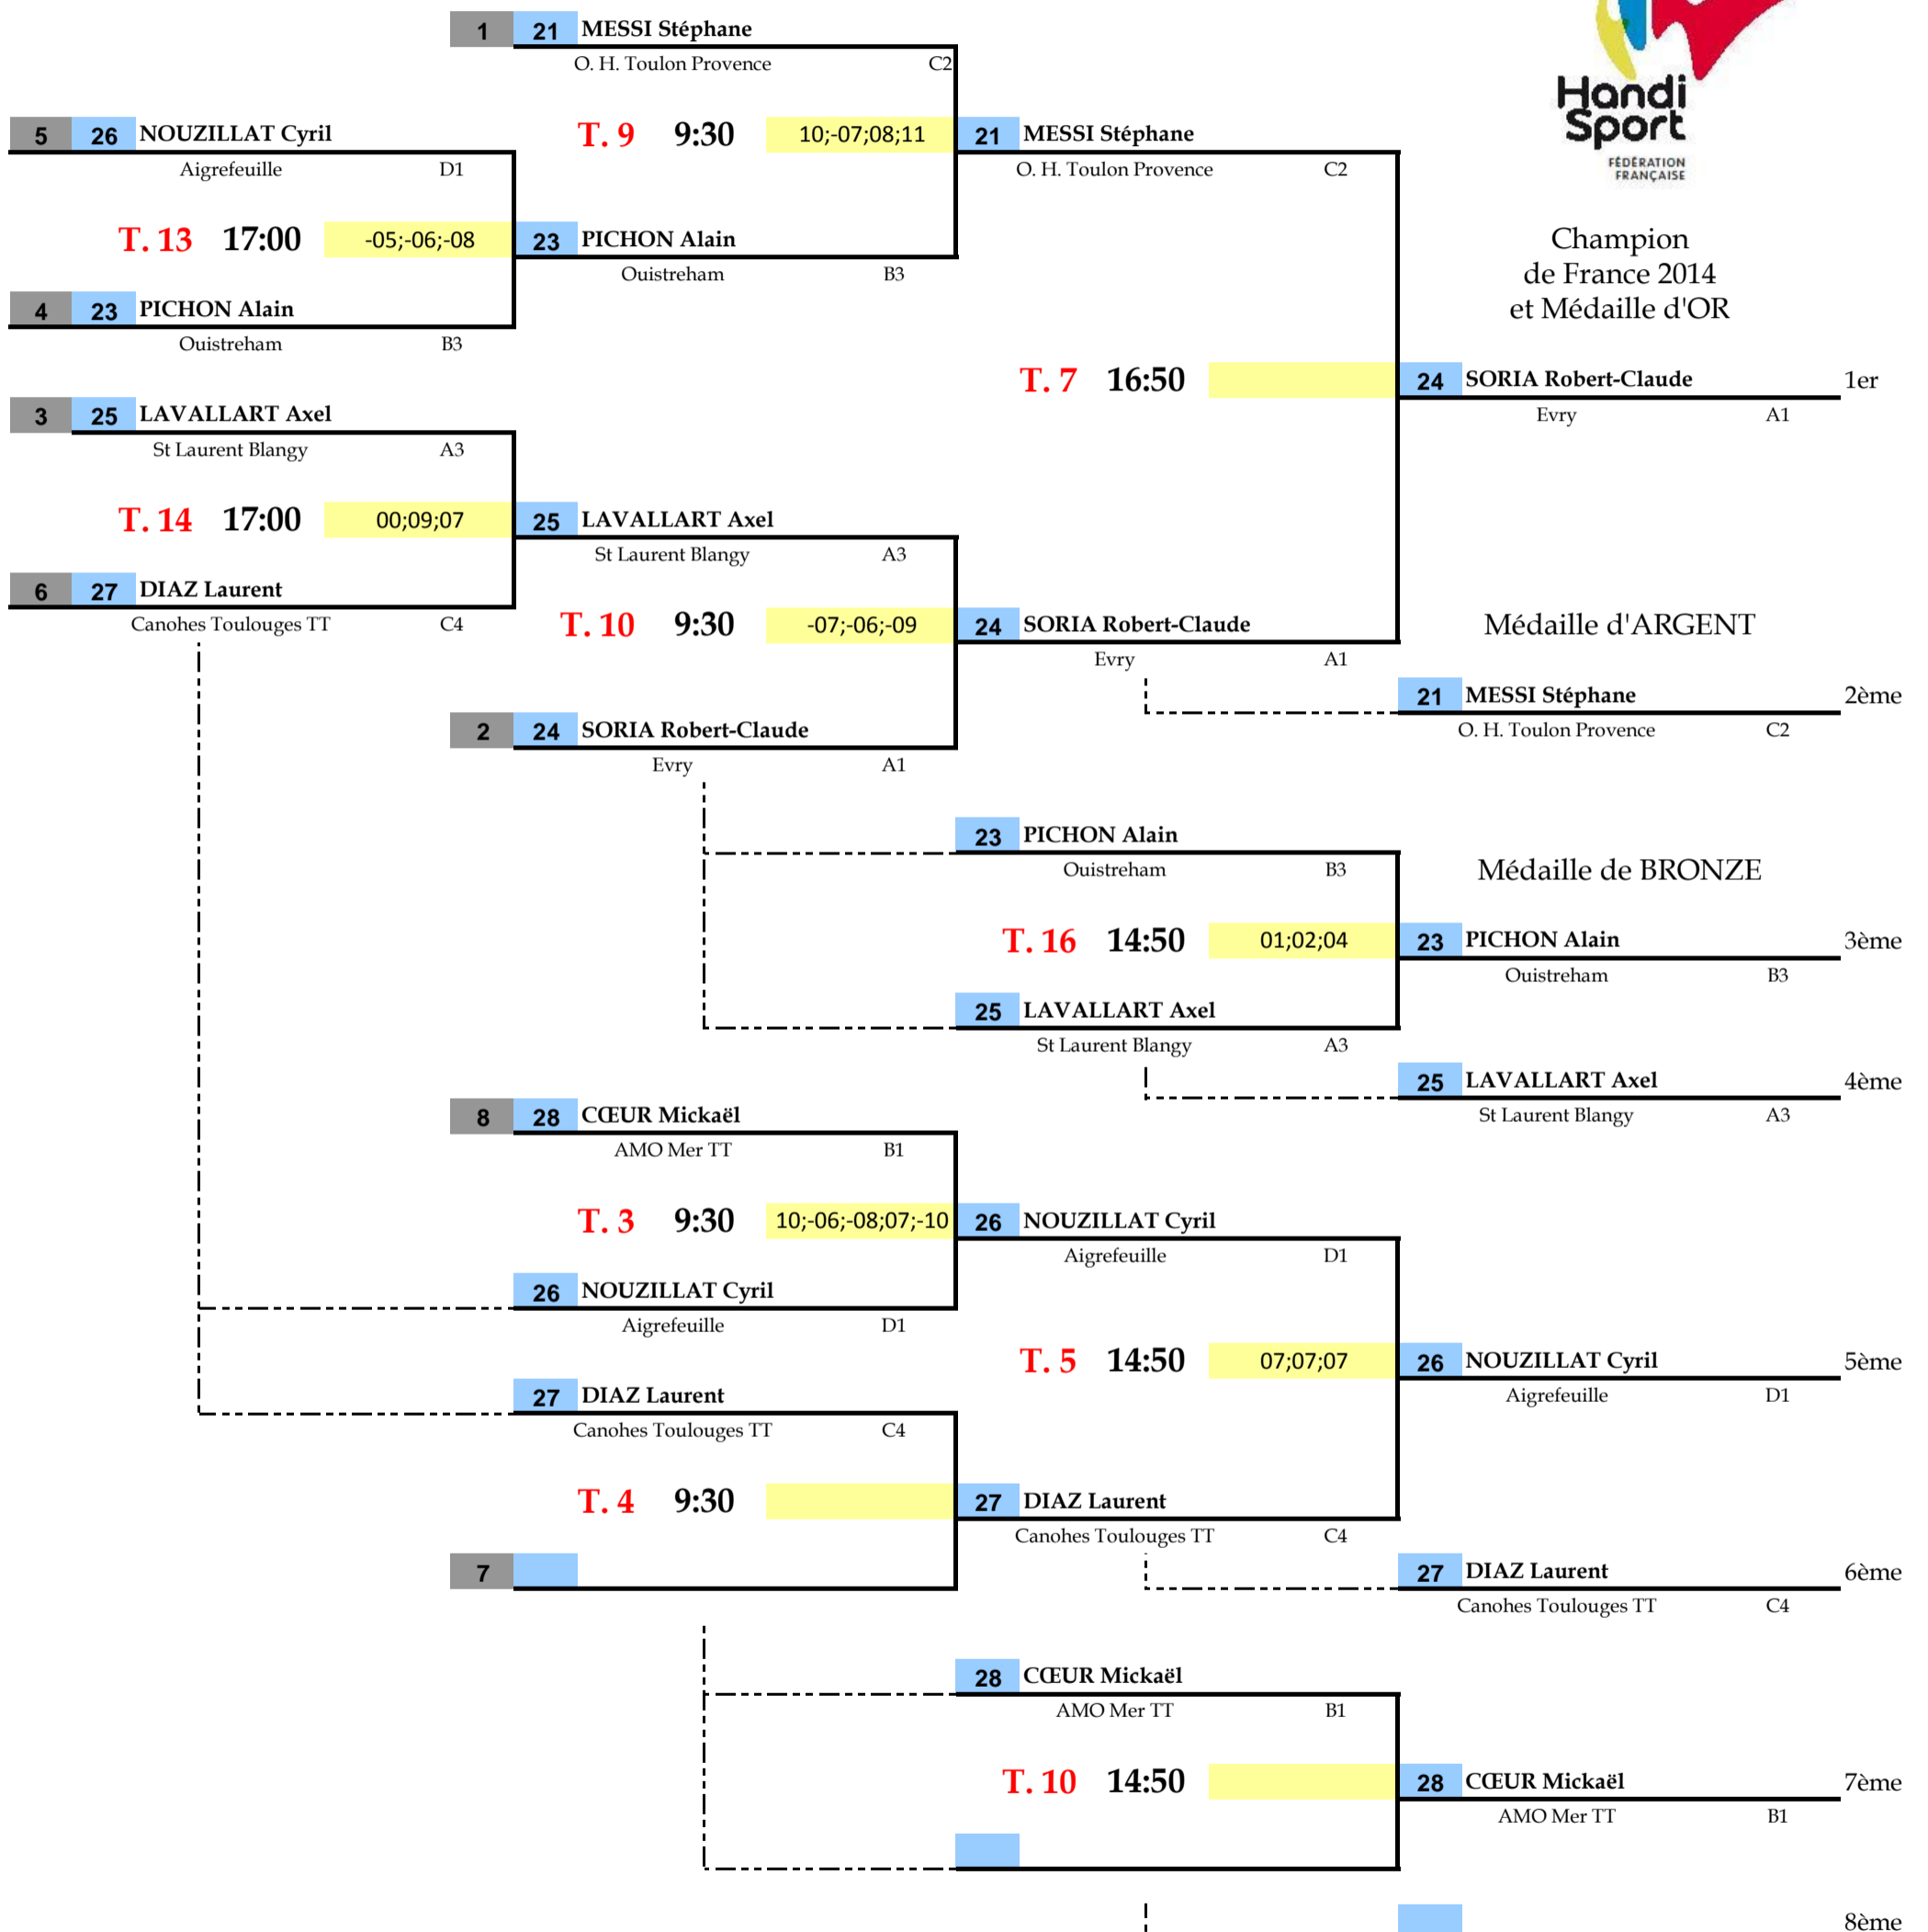 1 21 MESSI Stéphane
O. H. Toulon Provence C2
Handi
Sport
FÉDÉRATION
FRANÇAISE
5 26 NOUZILLAT Cyril T. 9 9:30 10;-07;08;11 21 MESSI Stéphane
Aigrefeuille D1 O. H. Toulon Provence C2
T. 13 17:00 -05;-06;-08 23 PICHON Alain Champion
Ouistreham B3 de France 2014
4 23 PICHON Alain et Médaille d'OR
Ouistreham B3
T. 7 16:50 24 SORIA Robert-Claude 1er
3 25 LAVALLART Axel Evry A1
St Laurent Blangy A3
T. 14 17:00 00;09;07 25 LAVALLART Axel
St Laurent Blangy A3
6 27 DIAZ Laurent
Canohes Toulouges TT C4 T. 10 9:30 -07;-06;-09 24 SORIA Robert-Claude Médaille d'ARGENT
Evry A1
21 MESSI Stéphane 2ème
2 24 SORIA Robert-Claude O. H. Toulon Provence C2
Evry A1
23 PICHON Alain
Ouistreham B3 Médaille de BRONZE
T. 16 14:50 01;02;04 23 PICHON Alain 3ème
Ouistreham B3
25 LAVALLART Axel
St Laurent Blangy A3
25 LAVALLART Axel 4ème
8 28 CŒUR Mickaël St Laurent Blangy A3
AMO Mer TT B1
T. 3 9:30 10;-06;-08;07;-10 26 NOUZILLAT Cyril
Aigrefeuille D1
26 NOUZILLAT Cyril
Aigrefeuille D1
T. 5 14:50 07;07;07 26 NOUZILLAT Cyril 5ème
27 DIAZ Laurent Aigrefeuille D1
Canohes Toulouges TT C4
T. 4 9:30 27 DIAZ Laurent
Canohes Toulouges TT C4
7 27 DIAZ Laurent 6ème
Canohes Toulouges TT C4
28 CŒUR Mickaël
AMO Mer TT B1
T. 10 14:50 28 CŒUR Mickaël 7ème
AMO Mer TT B1
8ème